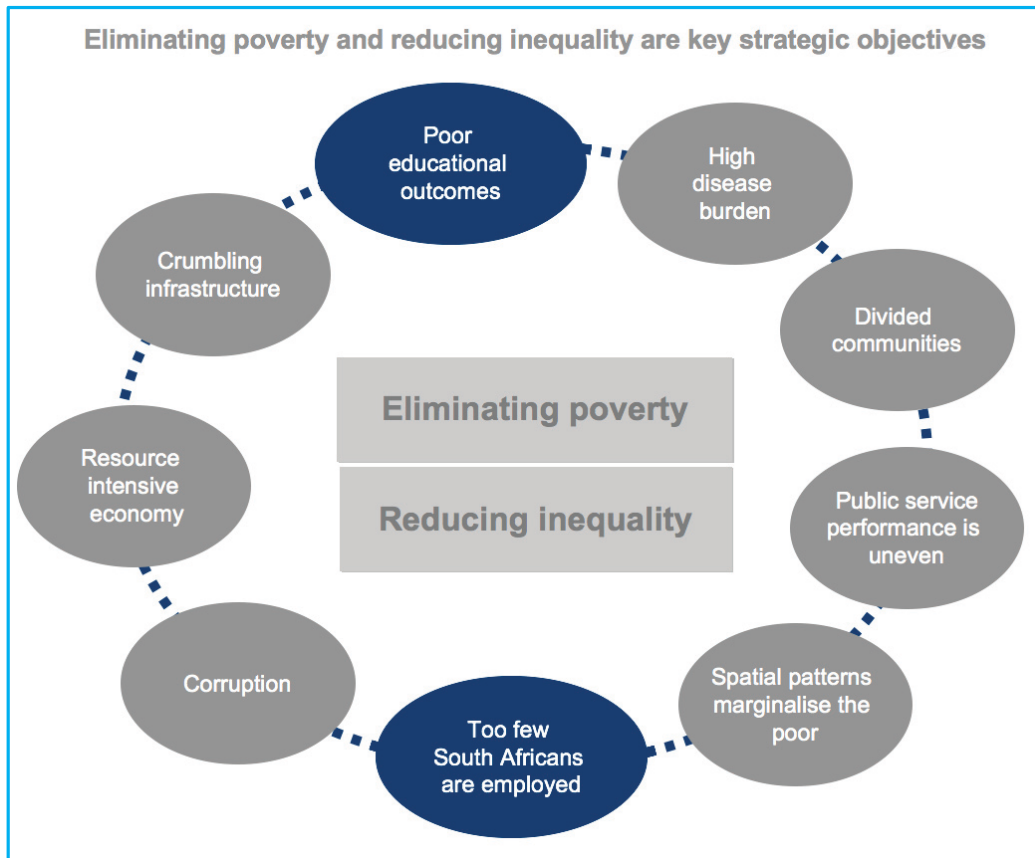 Eliminating poverty and reducing inequality are key strategic objectives
Poor
educational
outcomes
High
disease
burden
Crumbling
infrastructure
Divided
communities
Eliminating poverty
Resource
intensive
economy
Reducing inequality
Public service
performance is
uneven
Corruption
Too few
South Africans
are employed
Spatial patterns
marginalise the
poor